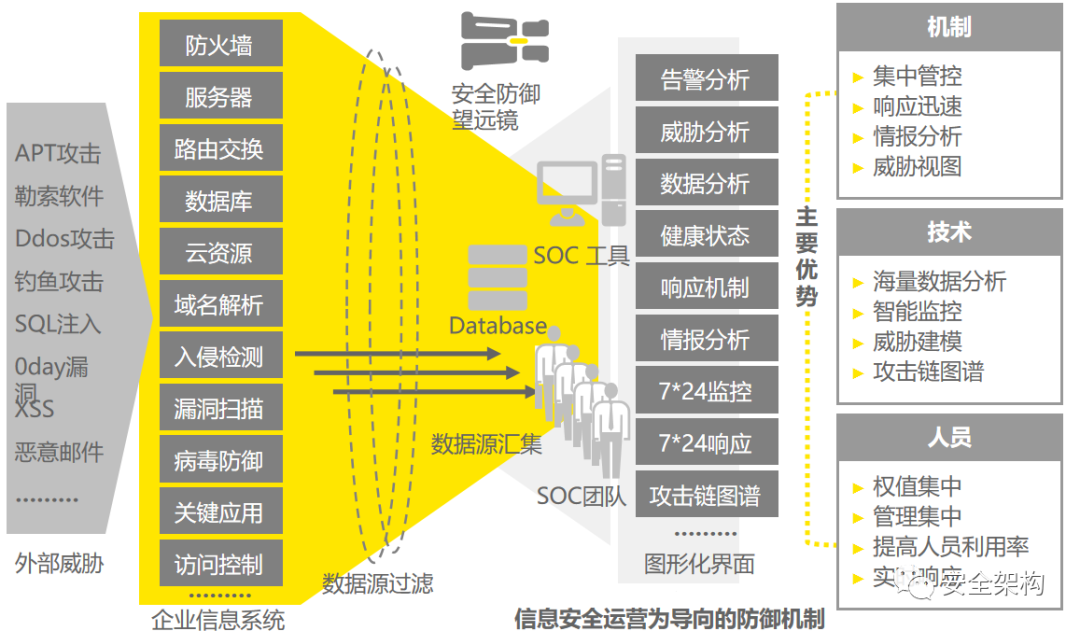 APT攻击
勒索软件
Ddos攻击
钓鱼攻击
SQL注入
0day漏
洞
XSS
恶意邮件
………
外部威胁
防火墙
服务器
路由交换
数据库
云资源
域名解析
入侵检测
漏洞扫描
病毒防御
关键应用
访问控制
………
企业信息系统
数据源过滤
安全防御
望远镜
SOC 工具
Database
数据源汇集
SOC团队
告警分析
威胁分析
数据分析
健康状态
响应机制
情报分析
7*24监控
7*24响应
攻击链图谱
………
图形化界面
信息安全运营为导向的防御机制
主要优势
机制
集中管控
响应迅速
情报分析
威胁视图
技术
海量数据分析
智能监控
威胁建模
攻击链图谱
人员
权值集中
管理集中
提高人员利用率
实
响应
安全架构